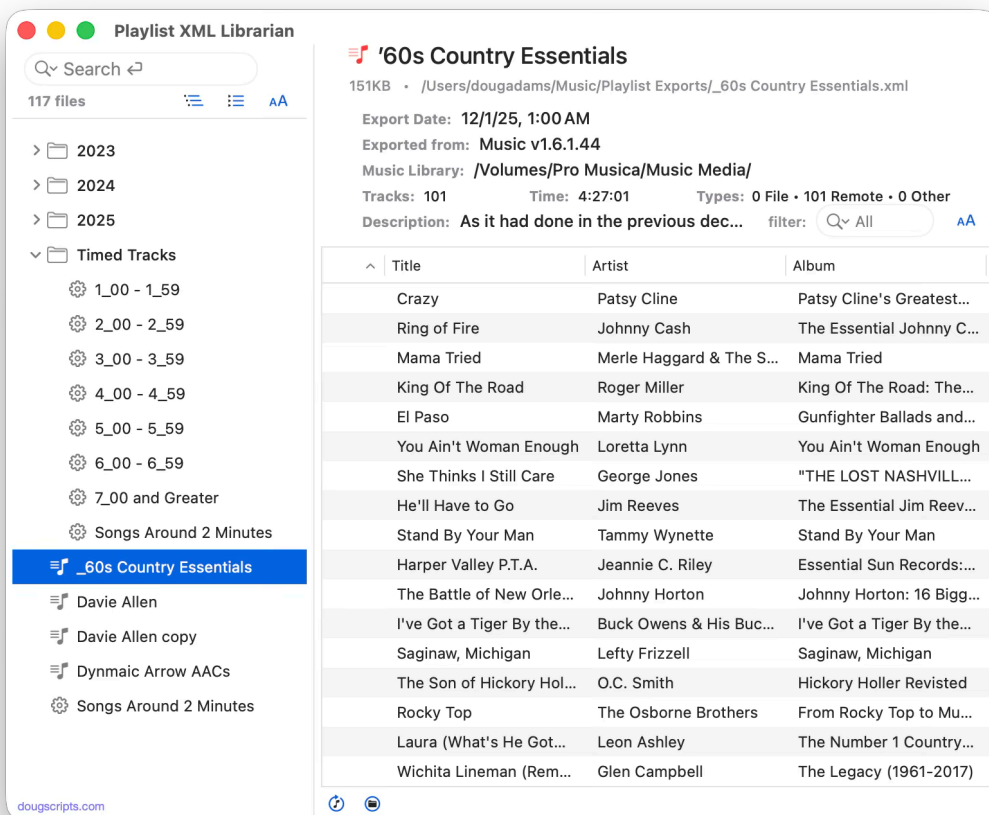 Playlist XML Librarian
Search
117 files
AA
2023
2024
2025
Timed Tracks
1_00 - 1_59
2_00 - 2_59
3_00 - 3_59
4_00 - 4_59
5_00 - 5_59
6_00 - 6_59
7_00 and Greater
Songs Around 2 Minutes
_60s Country Essentials
Davie Allen
Davie Allen copy
Dynmaic Arrow AACs
Songs Around 2 Minutes
dougscripts.com
’60s Country Essentials
151KB • /Users/dougadams/Music/Playlist Exports/_60s Country Essentials.xml
Export Date: 12/1/25, 1:00 AM
Exported from: Music v1.6.1.44
Music Library: /Volumes/Pro Musica/Music Media/
Tracks: 101 Time: 4:27:01 Types: 0 File • 101 Remote • 0 Other
Description: As it had done in the previous dec... filter: All AA
Title Artist Album
Crazy Patsy Cline Patsy Cline's Greatest...
Ring of Fire Johnny Cash The Essential Johnny C...
Mama Tried Merle Haggard & The S... Mama Tried
King Of The Road Roger Miller King Of The Road: The...
El Paso Marty Robbins Gunfighter Ballads and...
You Ain't Woman Enough Loretta Lynn You Ain't Woman Enough
She Thinks I Still Care George Jones "THE LOST NASHVILL...
He'll Have to Go Jim Reeves The Essential Jim Reev...
Stand By Your Man Tammy Wynette Stand By Your Man
Harper Valley P.T.A. Jeannie C. Riley Essential Sun Records:...
The Battle of New Orle... Johnny Horton Johnny Horton: 16 Bigg...
I've Got a Tiger By the... Buck Owens & His Buc... I've Got a Tiger By the...
Saginaw, Michigan Lefty Frizzell Saginaw, Michigan
The Son of Hickory Hol... O.C. Smith Hickory Holler Revisted
Rocky Top The Osborne Brothers From Rocky Top to Mu...
Laura (What's He Got... Leon Ashley The Number 1 Country...
Wichita Lineman (Rem... Glen Campbell The Legacy (1961-2017)